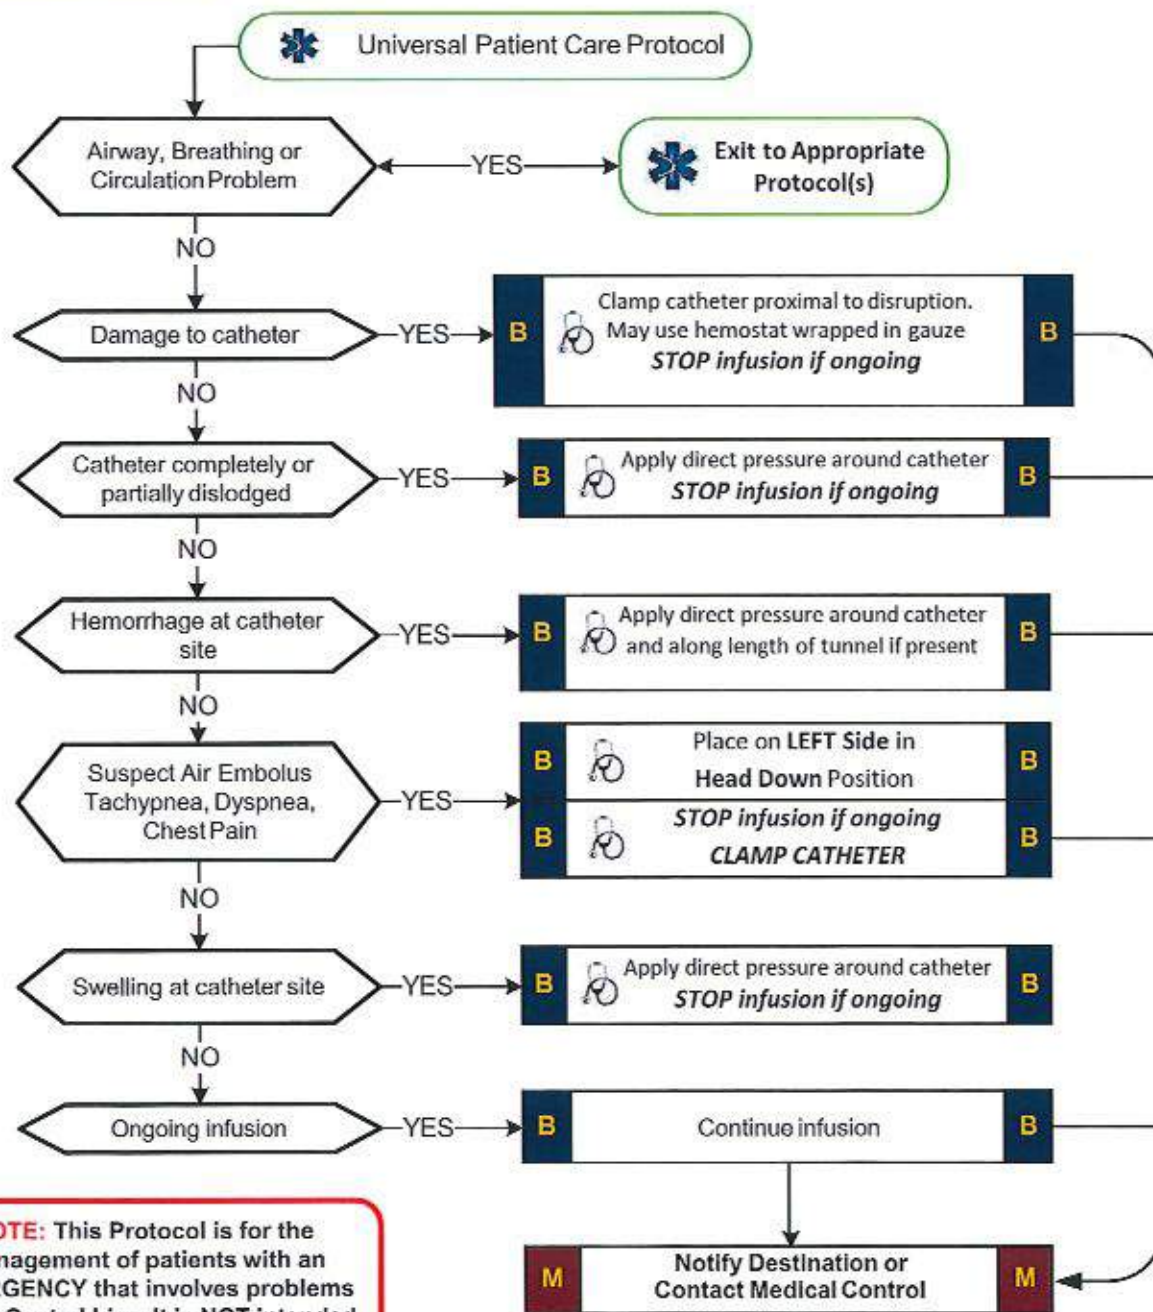 Universal Patient Care Protocol
Airway, Breathing or
Circulation Problem
YES
Exit to Appropriate
Protocol(s)
NO
Damage to catheter
YES
B
Clamp catheter proximal to disruption.
May use hemostat wrapped in gauze
STOP infusion if ongoing
B
NO
Catheter completely or
partially dislodged
YES
B
Apply direct pressure around catheter
STOP infusion if ongoing
B
NO
Hemorrhage at catheter
site
YES
B
Apply direct pressure around catheter
and along length of tunnel if present
B
NO
Suspect Air Embolus
Tachypnea, Dyspnea,
Chest Pain
YES
B
Place on LEFT Side in
Head Down Position
B
B
STOP infusion if ongoing
CLAMP CATHETER
B
NO
Swelling at catheter site
YES
B
Apply direct pressure around catheter
STOP infusion if ongoing
B
NO
Ongoing infusion
YES
B
Continue infusion
B
OTE: This Protocol is for the
nagement of patients with an
RGENCY that involves problems
M
Notify Destination or
Contact Medical Control
M